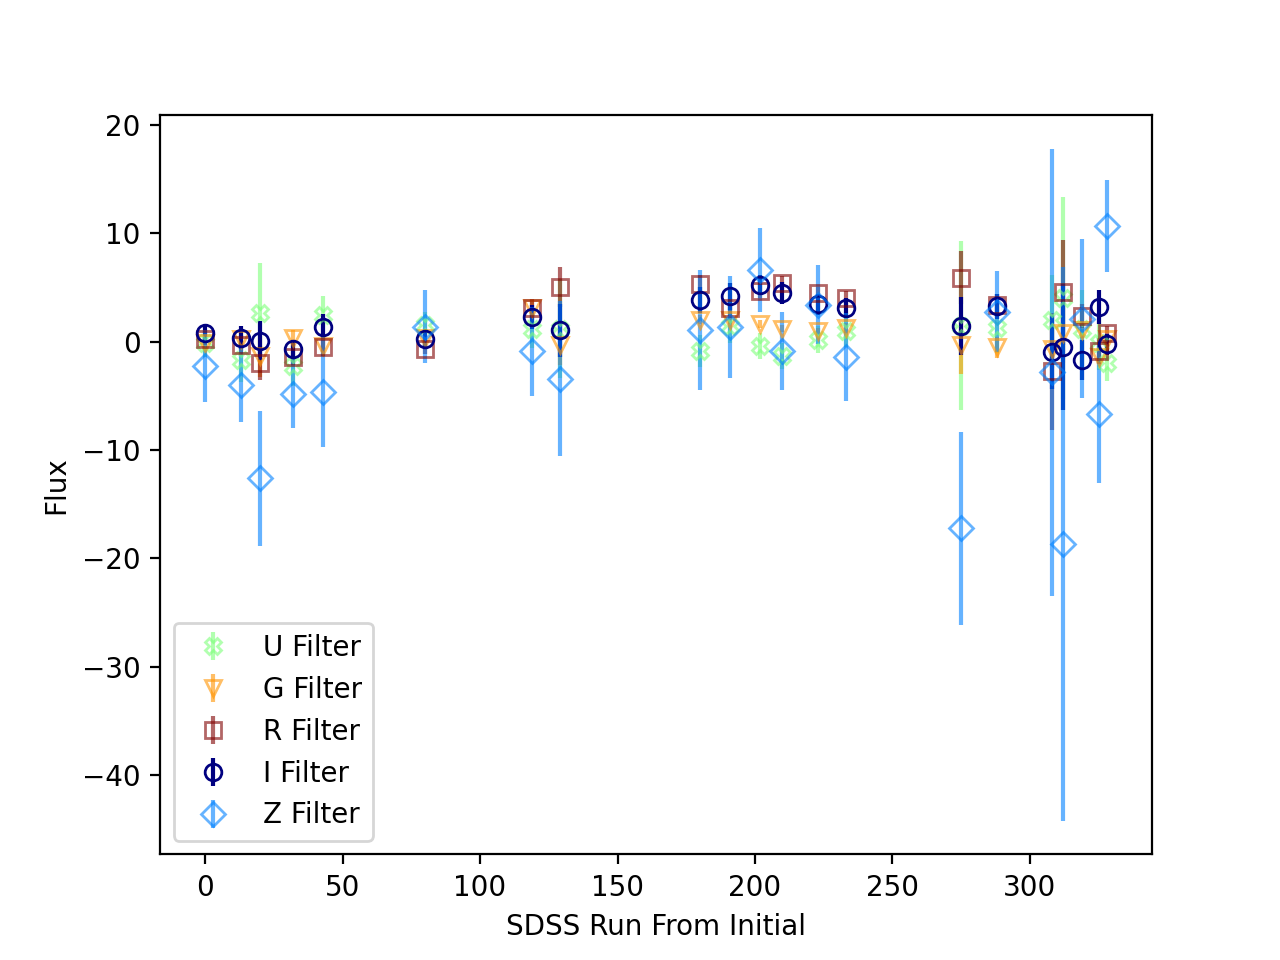 20
10
0
−10
−20
−30
−40
Flux
U Filter
G Filter
R Filter
I Filter
Z Filter
0 50 100 150 200 250 300
SDSS Run From Initial